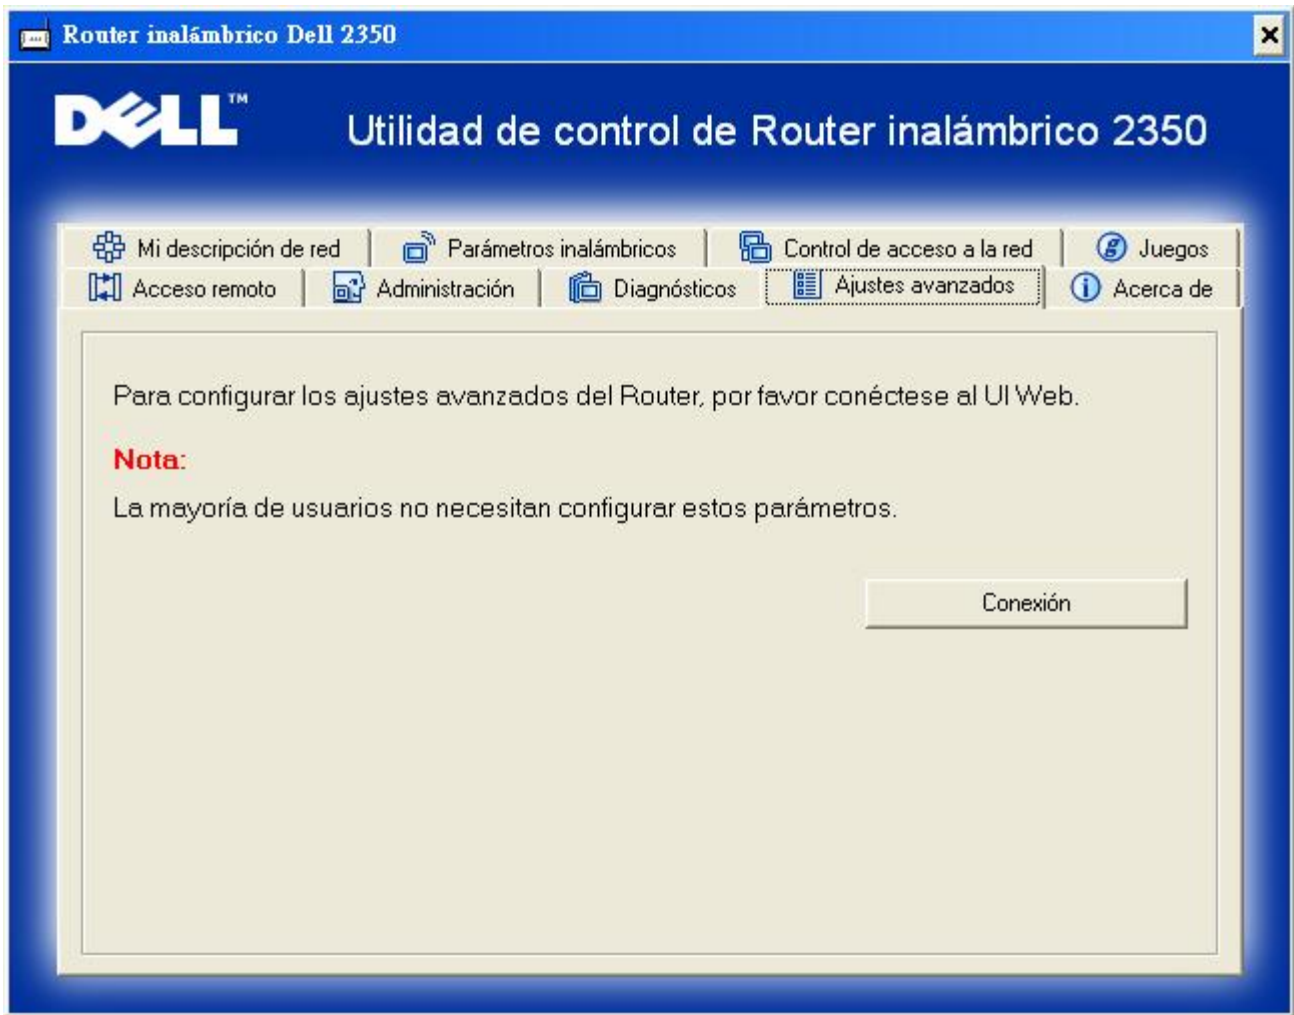 Router inalámbrico Dell 2350
DELL™
Utilidad de control de Router inalámbrico 2350
Mi descripción de red
Parámetros inalámbricos
Control de acceso a la red
Juegos
Acceso remoto
Administración
Diagnósticos
Ajustes avanzados
Acerca de
Para configurar los ajustes avanzados del Router, por favor conéctese al UI Web.
Nota:
La mayoría de usuarios no necesitan configurar estos parámetros.
Conexión